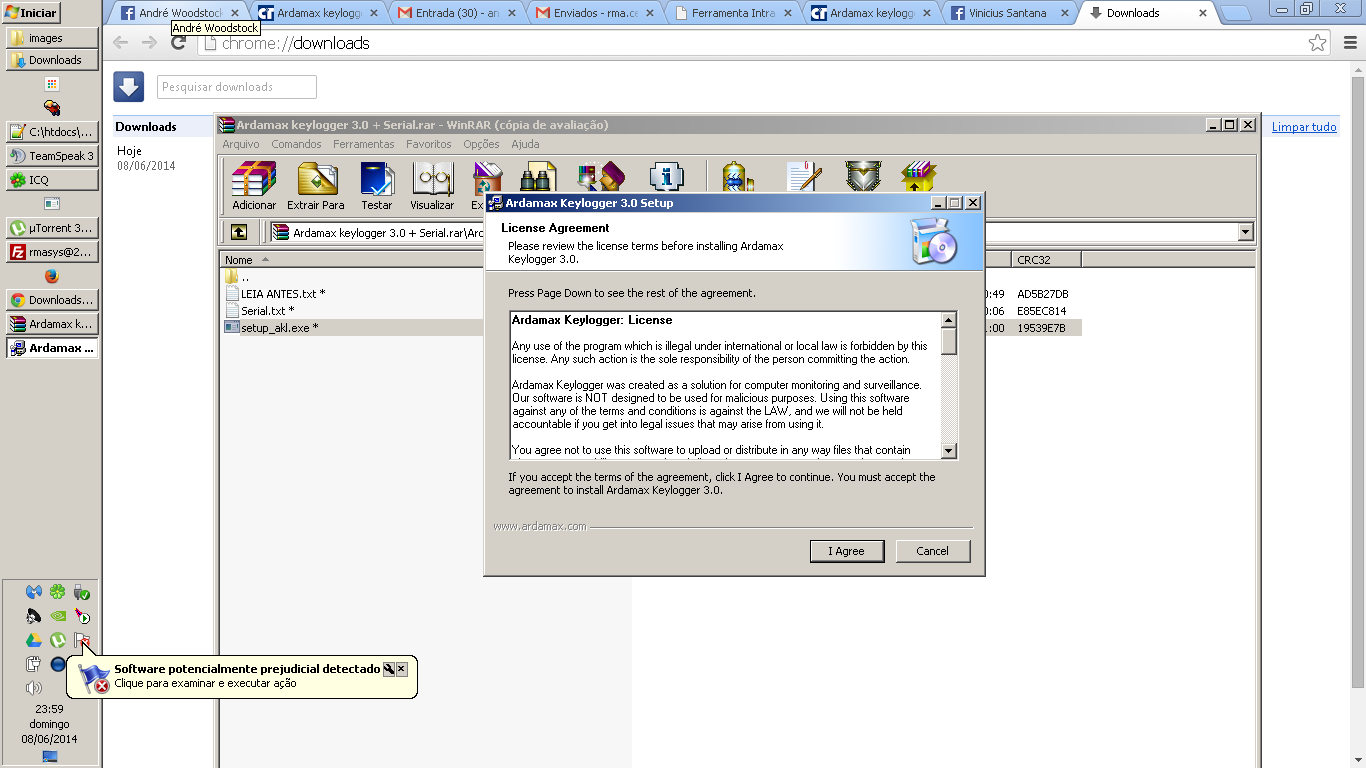 Iniciar
images
Downloads
C:\htdocs\...
TeamSpeak 3
ICQ
µTorrent 3...
rmasys@2...
Downloads...
Ardamax k...
Ardamax ...
23:59
domingo
08/06/2014
André Woodstock
Ardamax keylogg
Entrada (30) - an
Enviados - rma.ce
Ferramenta Intra
Ardamax keylogg
Vinicius Santana
Downloads
André Woodstock
chrome://downloads
Pesquisar downloads
Downloads
Limpar tudo
Hoje
08/06/2014
Ardamax keylogger 3.0 + Serial.rar - WinRAR (cópia de avaliação)
Arquivo Comandos Ferramentas Favoritos Opções Ajuda
Adicionar Extrair Para Testar Visualizar
Ardamax keylogger 3.0 + Serial.rar\Arc
Nome CRC32
..
LEIA ANTES.txt * :49 AD5B27DB
Serial.txt * :06 E85EC814
setup_akl.exe * :00 19539E7B
Ardamax Keylogger 3.0 Setup
License Agreement
Please review the license terms before installing Ardamax
Keylogger 3.0.
Press Page Down to see the rest of the agreement.
Ardamax Keylogger: License
Any use of the program which is illegal under international or local law is forbidden by this
license. Any such action is the sole responsibility of the person committing the action.
Ardamax Keylogger was created as a solution for computer monitoring and surveillance.
Our software is NOT designed to be used for malicious purposes. Using this software
against any of the terms and conditions is against the LAW, and we will not be held
accountable if you get into legal issues that may arise from using it.
You agree not to use this software to upload or distribute in any way files that contain
If you accept the terms of the agreement, click I Agree to continue. You must accept the
agreement to install Ardamax Keylogger 3.0.
www.ardamax.com
I Agree
Cancel
Software potencialmente prejudicial detectado
Clique para examinar e executar ação